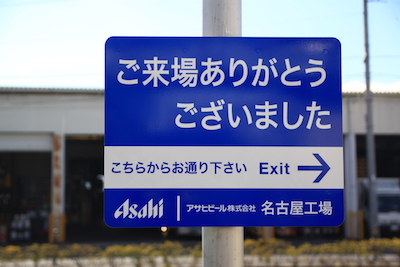 ご来場ありがとう
ございました
こちらからお通り下さい Exit →
Asahi アサヒビール株式会社 名古屋工場